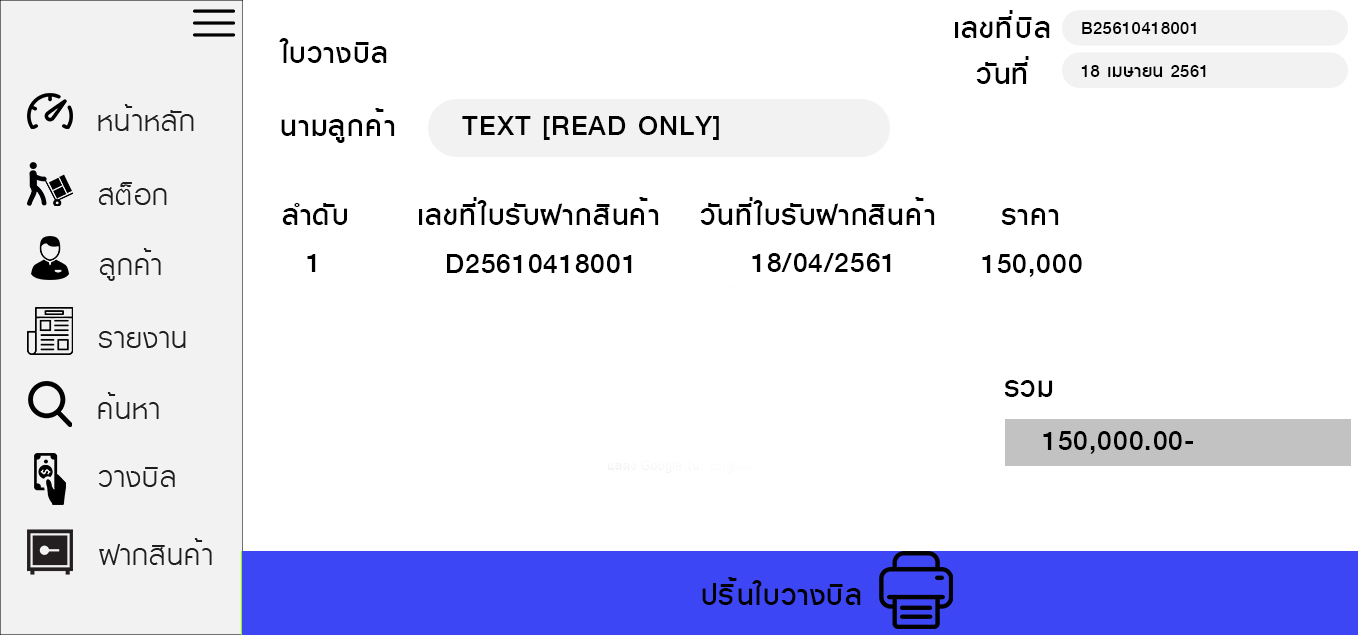 หน้าหลัก
สต็อก
ลูกค้า
รายงาน
ค้นหา
วางบิล
ฝากสินค้า
ใบวางบิล
เลขที่บิล B25610418001
วันที่ 18 เมษายน 2561
นามลูกค้า TEXT [READ ONLY]
ลำดับ เลขที่ใบรับฝากสินค้า วันที่ใบรับฝากสินค้า ราคา
1 D25610418001 18/04/2561 150,000
รวม
150,000.00-
ปริ้นใบวางบิล